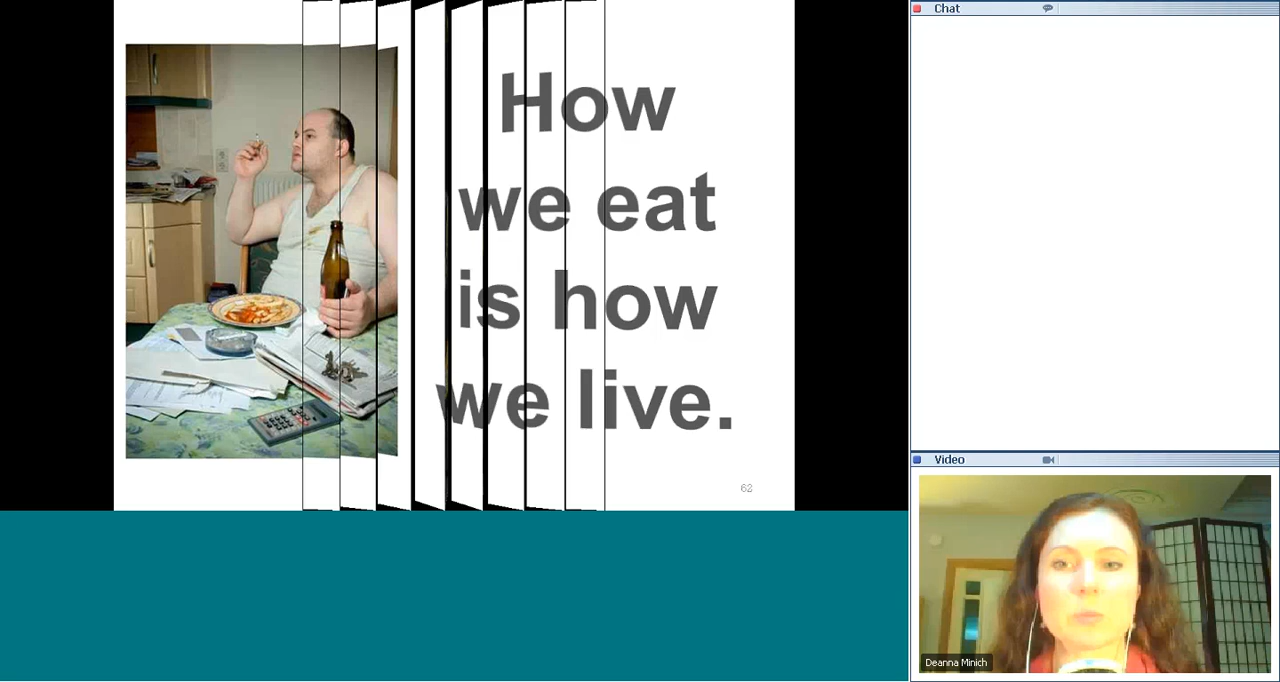 How
we eat
is how
we live.
62
Chat
Video
Deanna Minich